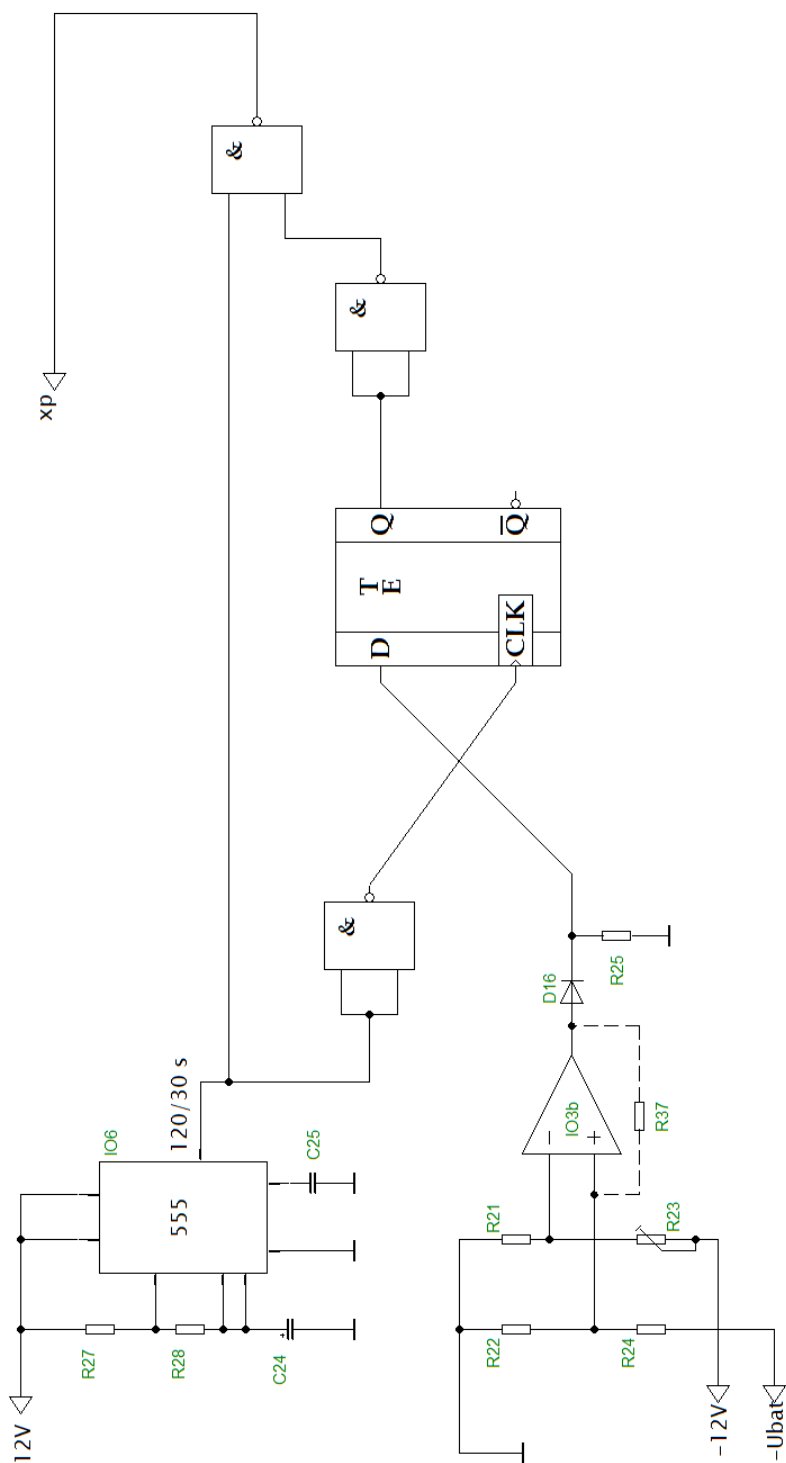 &
xp
&
Q
Q
T
E
D
CLK
&
120/30 s
IO6
555
C25
12V
R27
R28
C24
D16
R25
IO3b
−
+
R37
R21
R23
R22
R24
-12V
-Ubat